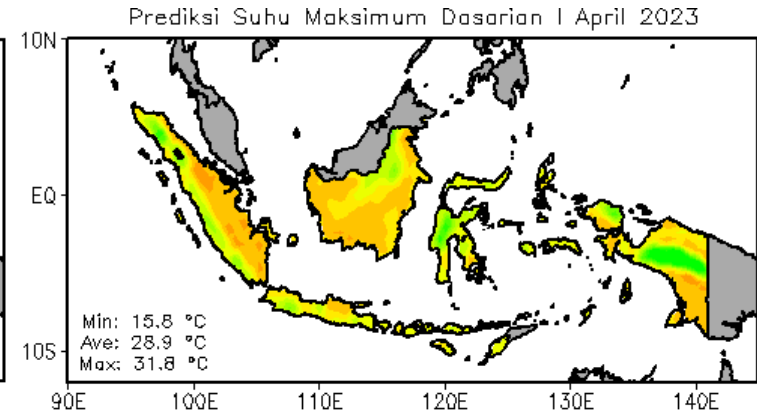 Prediksi Suhu Maksimum Dasarian I April 2023
10N
EQ
10S
Min: 15.8 °C
Ave: 28.9 °C
Max: 31.8 °C
90E 100E 110E 120E 130E 140E